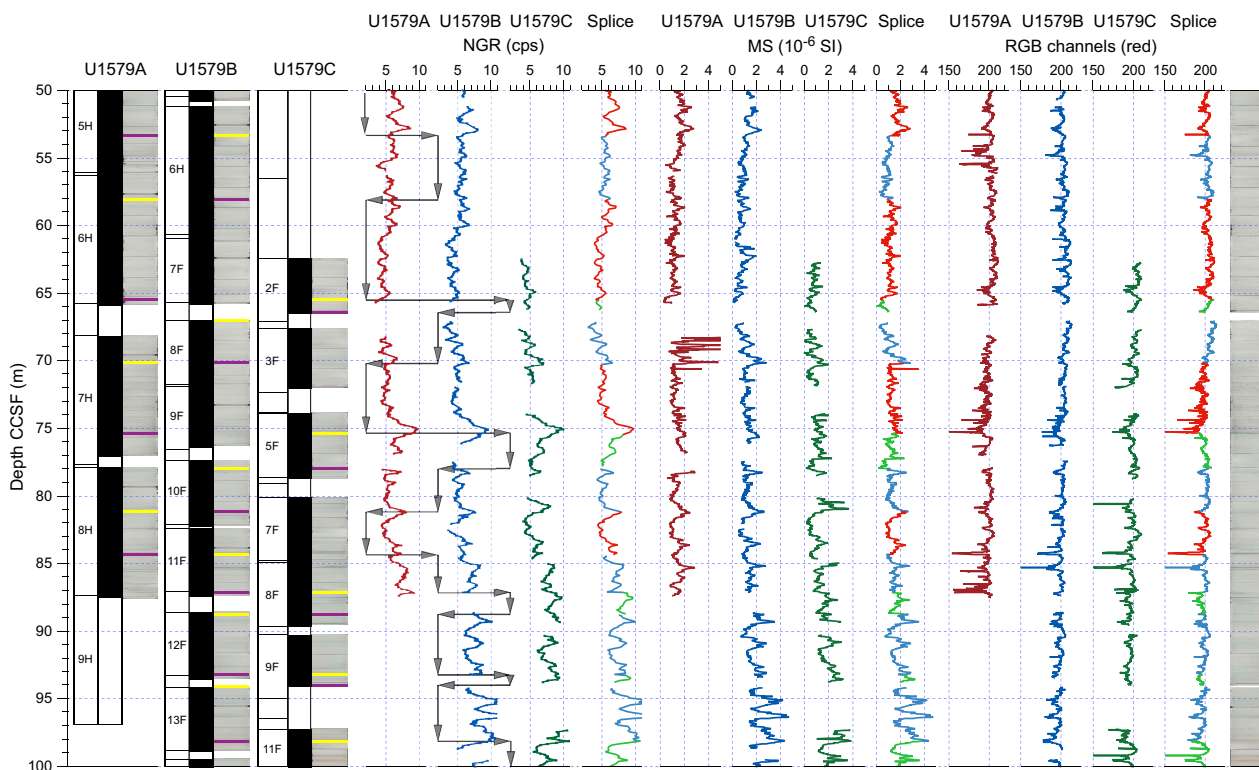 U1579A U1579B U1579C Splice U1579A U1579B U1579C Splice U1579A U1579B U1579C Splice
NGR (cps) MS (10-6 SI) RGB channels (red)
U1579A U1579B U1579C
5 10 5 10 5 10 5 10 0 2 4 0 2 4 0 2 4 0 2 4 150 200 150 200 150 200 150 200
Depth CCSF (m)
50
55
60
65
70
75
80
85
90
95
100
5H
6H
7H
8H
9H
6H
7F
8F
9F
10F
11F
12F
13F
2F
3F
5F
7F
8F
9F
11F